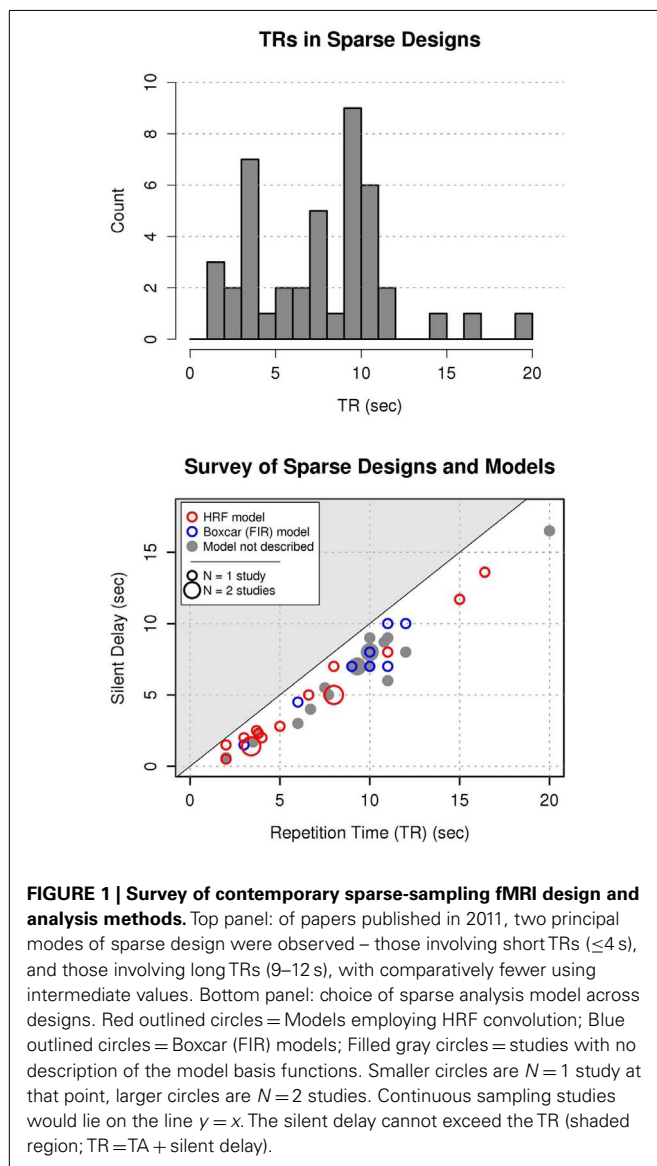 TRs in Sparse Designs
10
8
6
4
2
0
Count
0 5 10 15 20
TR (sec)
Survey of Sparse Designs and Models
HRF model
Boxcar (FIR) model
Model not described
N = 1 study
N = 2 studies
15
10
5
0
Silent Delay (sec)
0 5 10 15 20
Repetition Time (TR) (sec)
FIGURE 1 | Survey of contemporary sparse-sampling fMRI design and
analysis methods. Top panel: of papers published in 2011, two principal
modes of sparse design were observed – those involving short TRs (≤4 s),
and those involving long TRs (9–12 s), with comparatively fewer using
intermediate values. Bottom panel: choice of sparse analysis model across
designs. Red outlined circles = Models employing HRF convolution; Blue
outlined circles = Boxcar (FIR) models; Filled gray circles = studies with no
description of the model basis functions. Smaller circles are N = 1 study at
that point, larger circles are N = 2 studies. Continuous sampling studies
would lie on the line y = x. The silent delay cannot exceed the TR (shaded
region; TR = TA + silent delay).